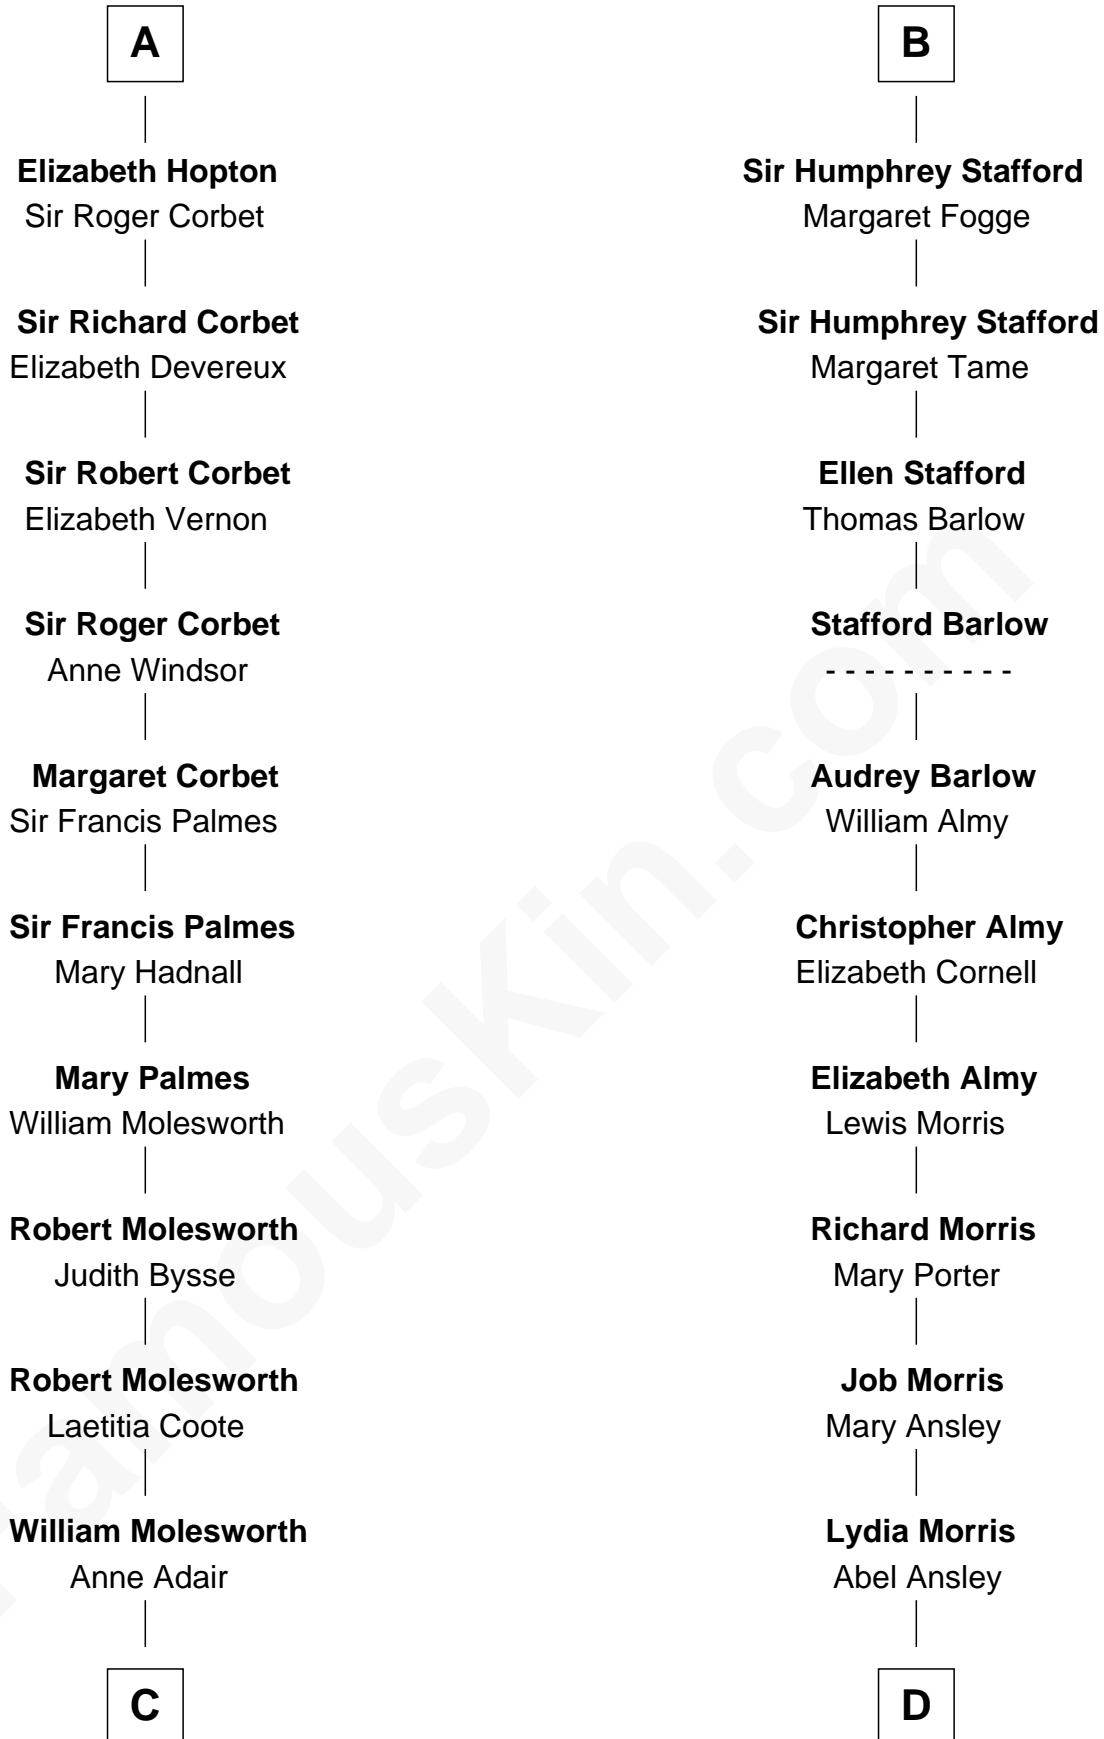 A
Elizabeth Hopton
Sir Roger Corbet
Sir Richard Corbet
Elizabeth Devereux
Sir Robert Corbet
Elizabeth Vernon
Sir Roger Corbet
Anne Windsor
Margaret Corbet
Sir Francis Palmes
Sir Francis Palmes
Mary Hadnall
Mary Palmes
William Molesworth
Robert Molesworth
Judith Bysse
Robert Molesworth
Laetitia Coote
William Molesworth
Anne Adair
C
B
Sir Humphrey Stafford
Margaret Fogge
Sir Humphrey Stafford
Margaret Tame
Ellen Stafford
Thomas Barlow
Stafford Barlow
- - - - - - - - - -
Audrey Barlow
William Almy
Christopher Almy
Elizabeth Cornell
Elizabeth Almy
Lewis Morris
Richard Morris
Mary Porter
Job Morris
Mary Ansley
Lydia Morris
Abel Ansley
D
FamousKin.com